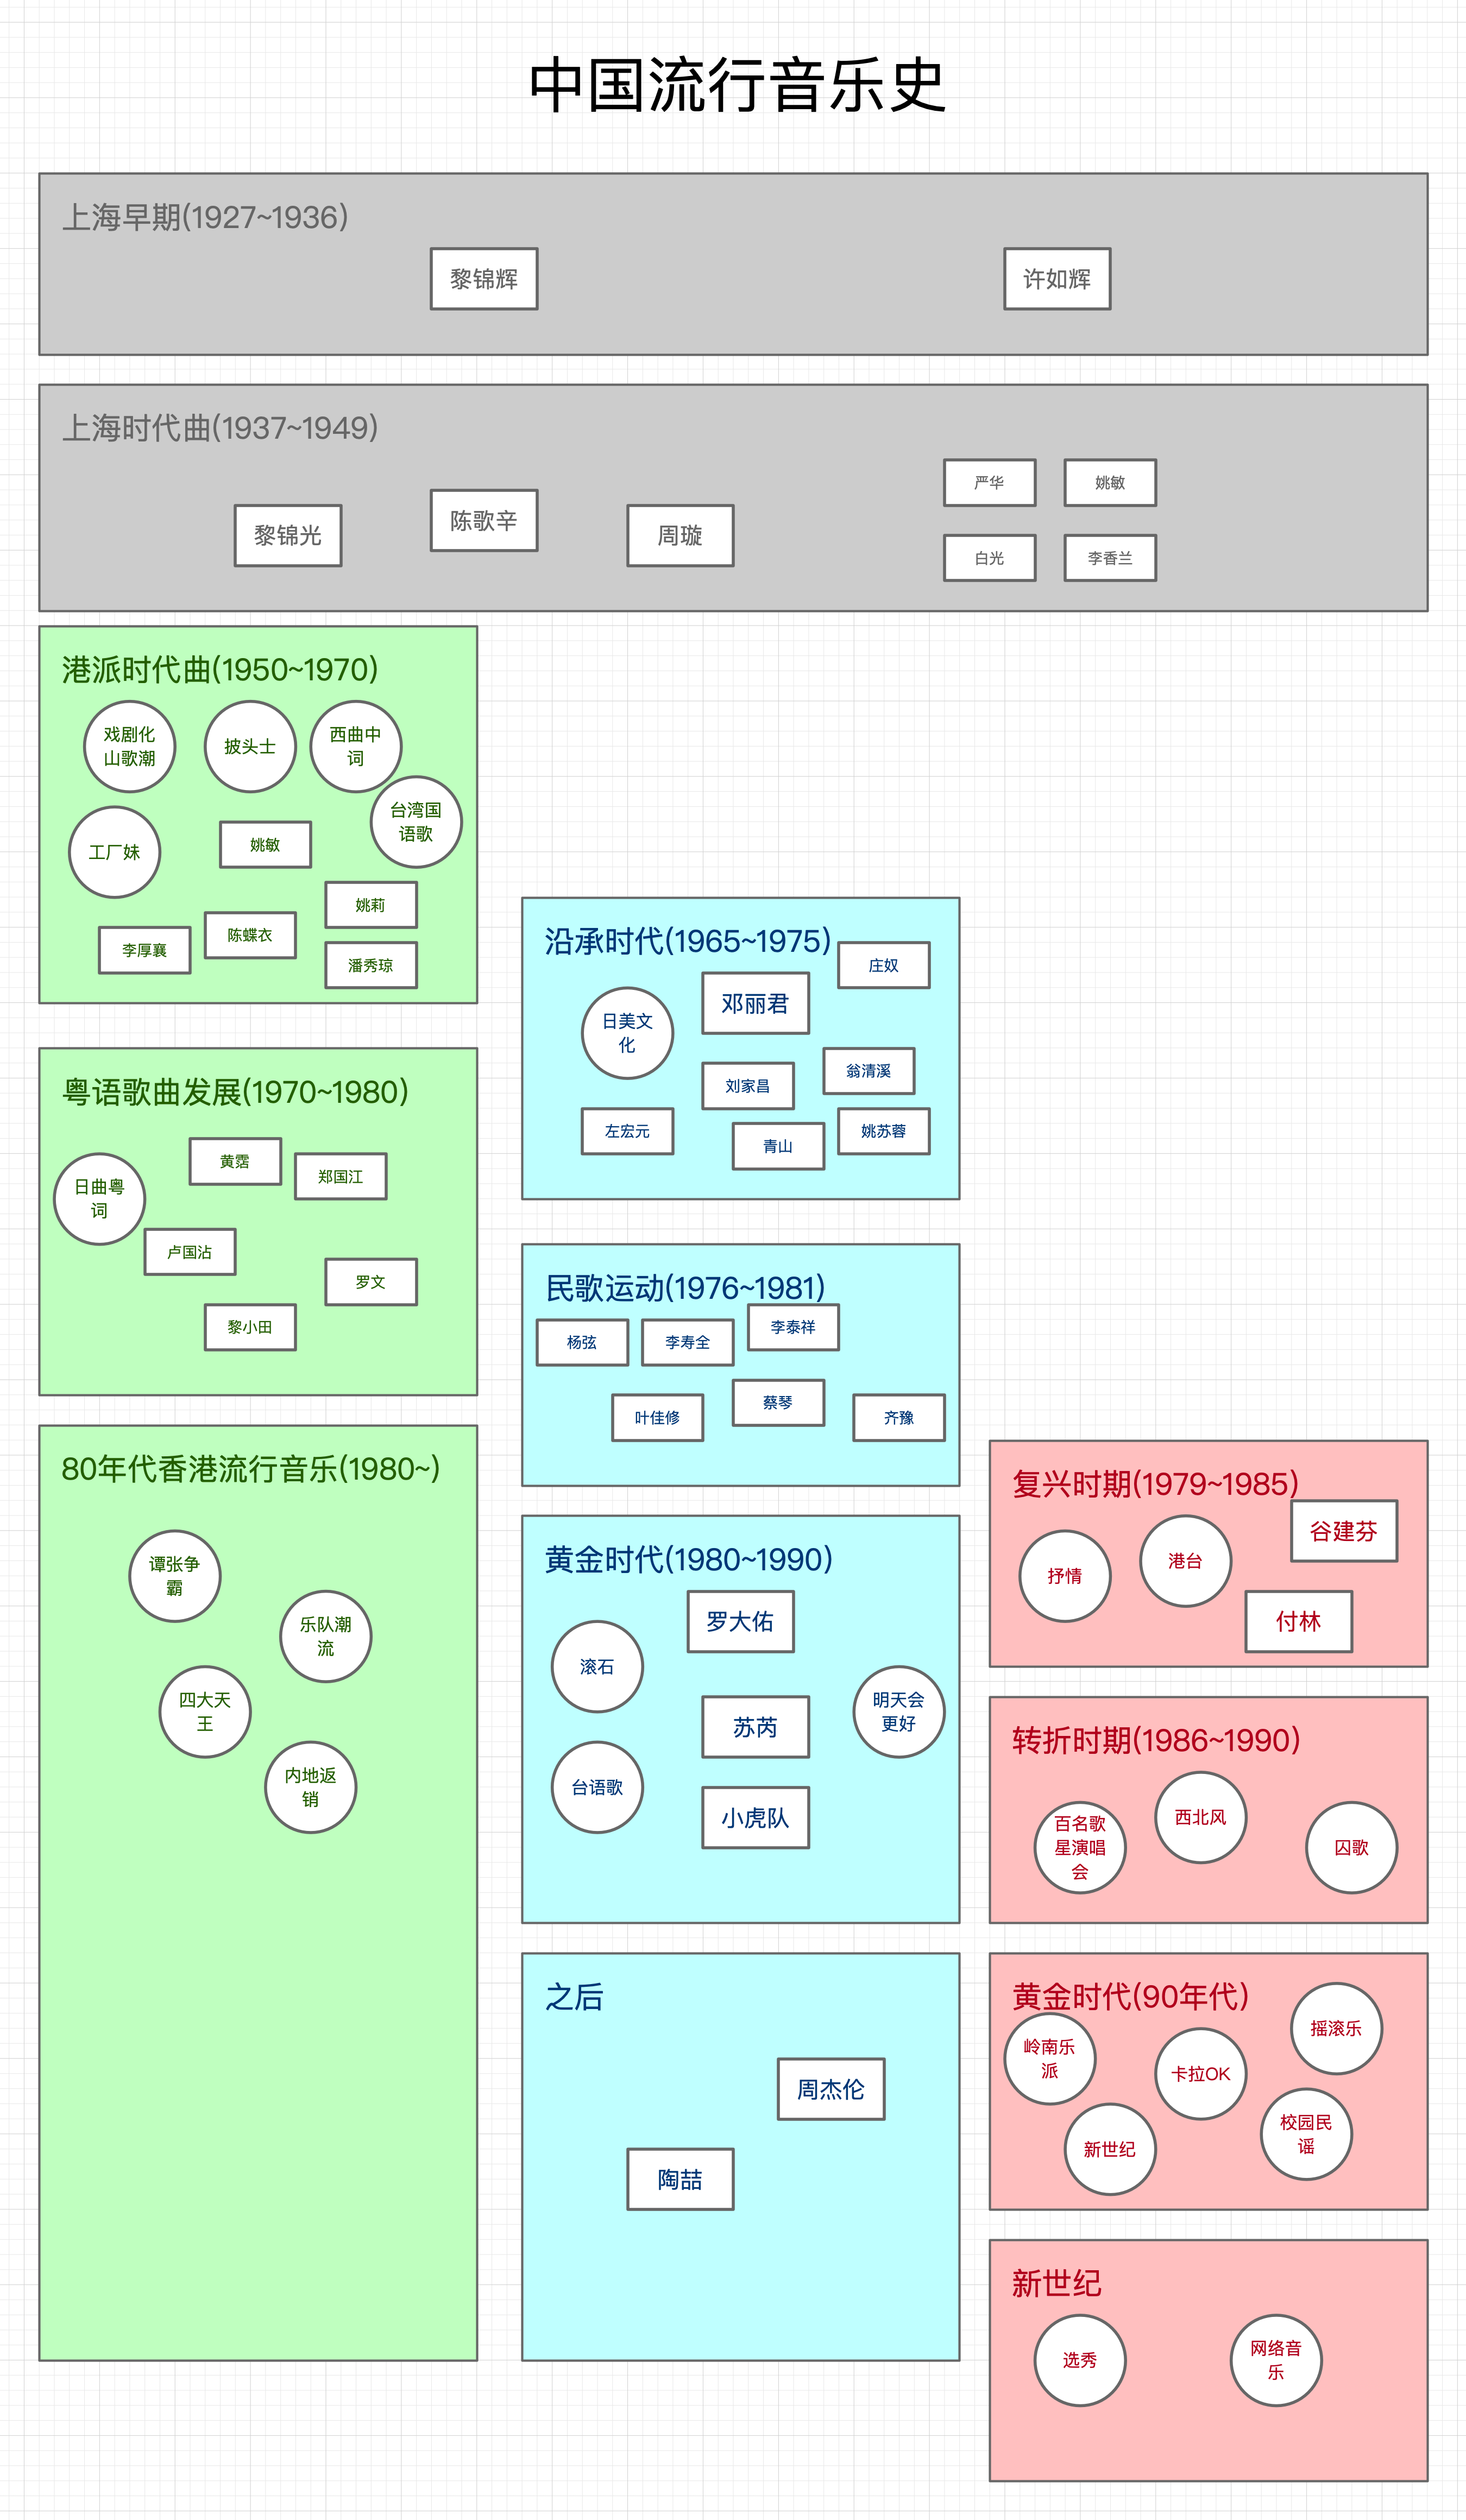 中国流行音乐史
上海早期(1927~1936)
黎锦辉
许如辉
上海时代曲(1937~1949)
黎锦光
陈歌辛
周璇
严华
姚敏
白光
李香兰
港派时代曲(1950~1970)
戏剧化
山歌潮
披头士
西曲中
词
台湾国
语歌
工厂妹
姚敏
姚莉
李厚襄
陈蝶衣
潘秀琼
粤语歌曲发展(1970~1980)
日曲粤
词
黄霑
郑国江
卢国沾
罗文
黎小田
80年代香港流行音乐(1980~)
谭张争
霸
乐队潮
流
四大天
王
内地返
销
沿承时代(1965~1975)
庄奴
邓丽君
日美文
化
刘家昌
翁清溪
左宏元
青山
姚苏蓉
民歌运动(1976~1981)
杨弦
李寿全
李泰祥
叶佳修
蔡琴
齐豫
黄金时代(1980~1990)
罗大佑
滚石
苏芮
明天会
更好
台语歌
小虎队
之后
周杰伦
陶喆
复兴时期(1979~1985)
抒情
港台
谷建芬
付林
转折时期(1986~1990)
百名歌
星演唱
会
西北风
囚歌
黄金时代(90年代)
岭南乐
派
卡拉OK
摇滚乐
新世纪
校园民
谣
新世纪
选秀
网络音
乐